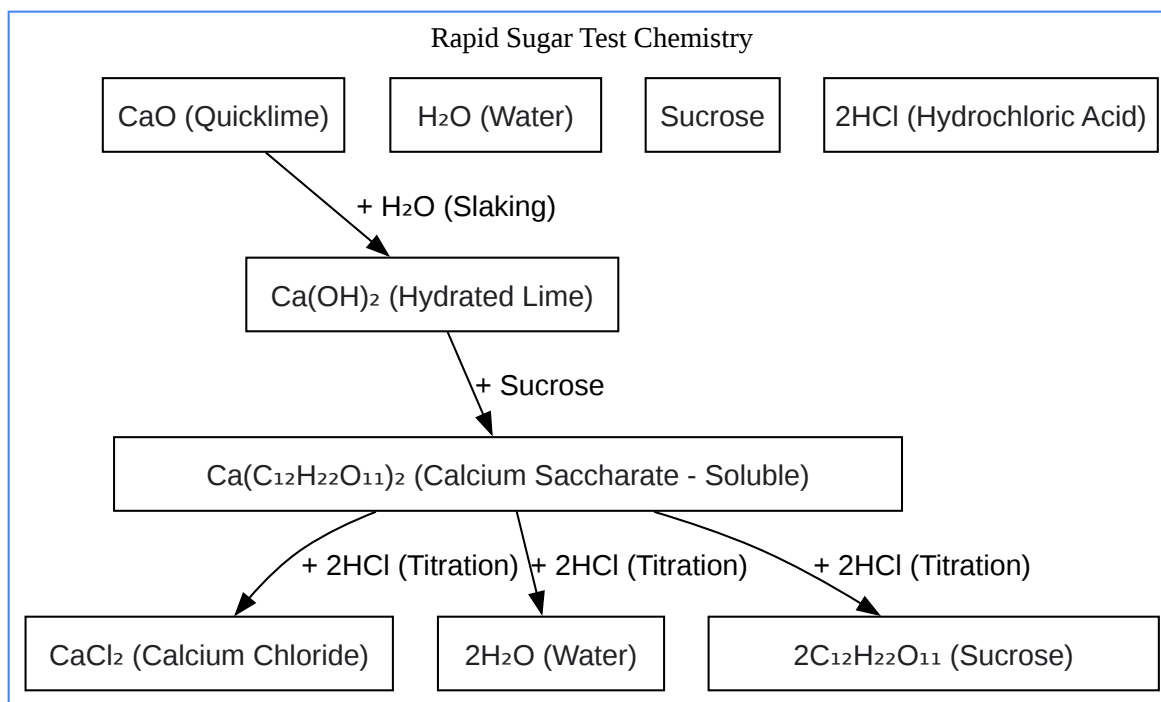 Rapid Sugar Test Chemistry
CaO (Quicklime)
H₂O (Water)
Sucrose
2HCl (Hydrochloric Acid)
+ H₂O (Slaking)
Ca(OH)₂ (Hydrated Lime)
+ Sucrose
Ca(C₁₂H₂₂O₁₁)₂ (Calcium Saccharate - Soluble)
+ 2HCl (Titration)
+ 2HCl (Titration)
+ 2HCl (Titration)
CaCl₂ (Calcium Chloride)
2H₂O (Water)
2C₁₂H₂₂O₁₁ (Sucrose)